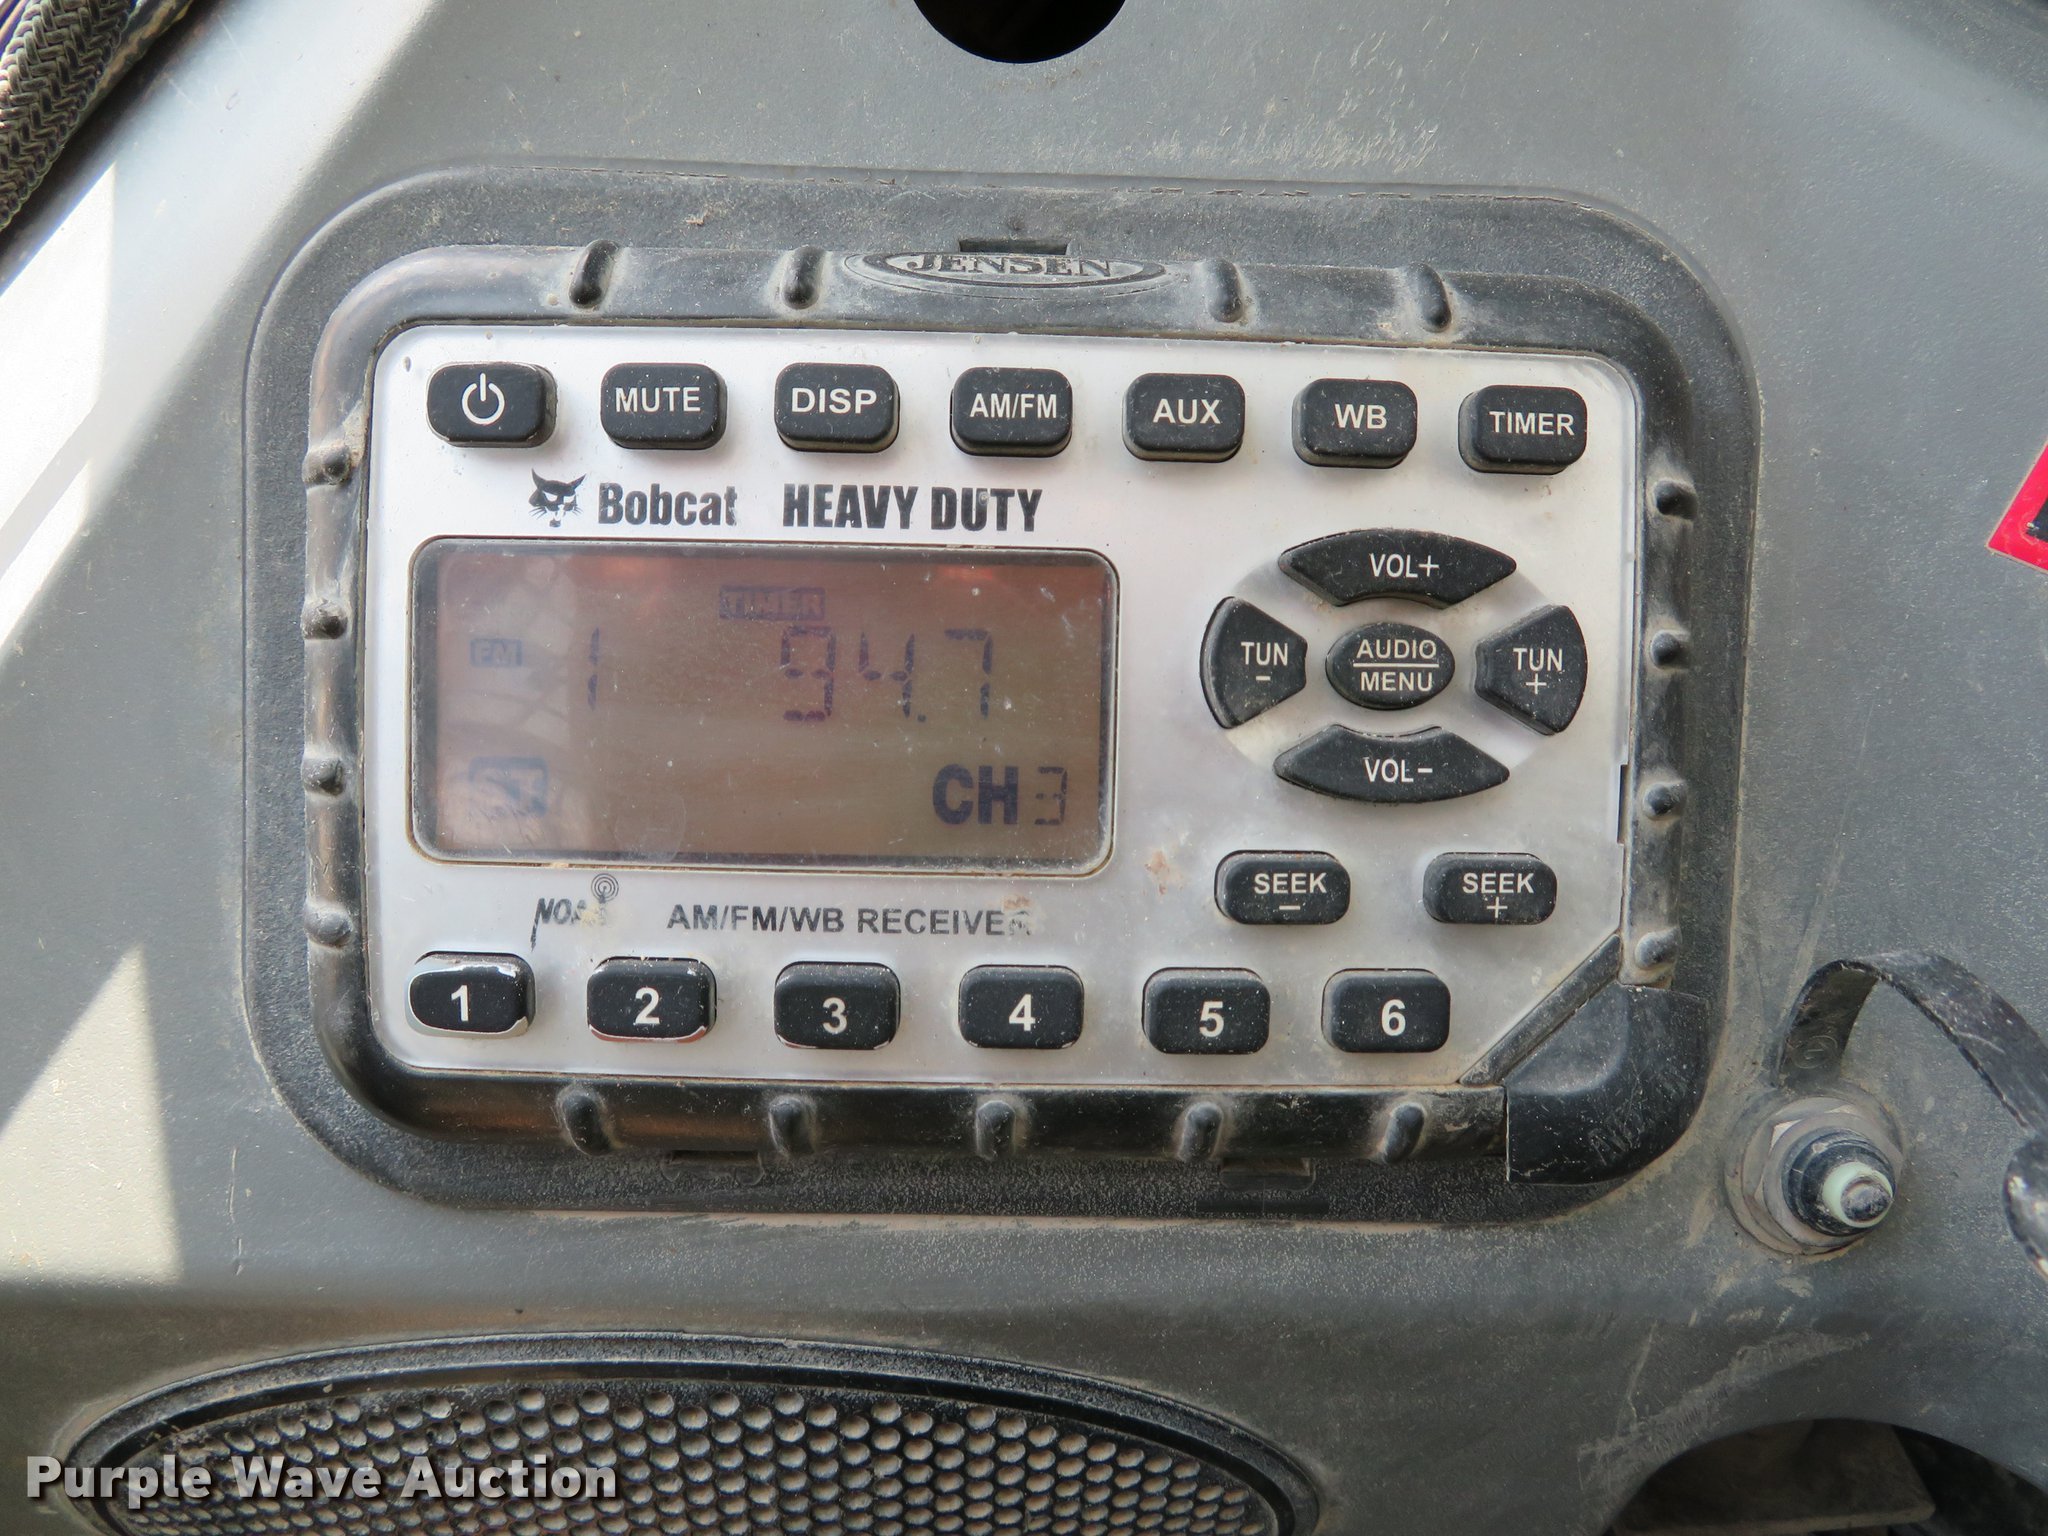 JENSEN
MUTE DISP AM/FM AUX WB TIMER
Bobcat HEAVY DUTY
TIMER
FM 1 94.7
ST.
CH 3
VOL+
TUN - AUDIO MENU TUN +
VOL-
SEEK - SEEK +
AM/FM/WB RECEIVER
1 2 3 4 5 6
Purple Wave Auction